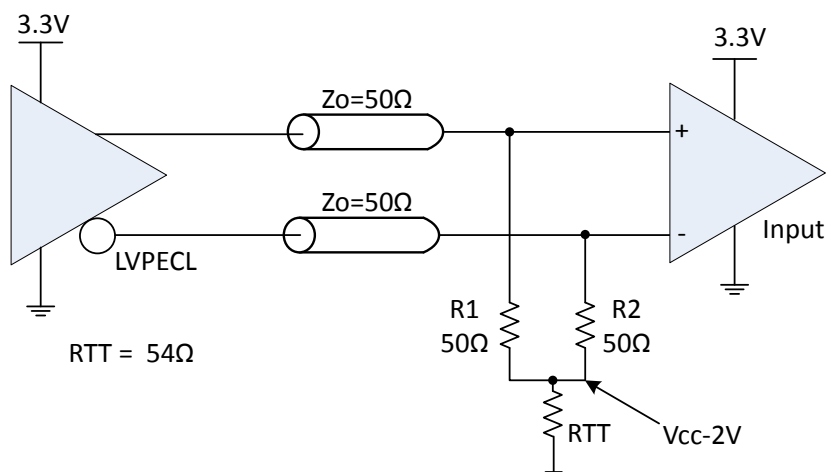 3.3V
3.3V
Zo=50Ω
+
Zo=50Ω
-
Input
LVPECL
R1
50Ω
R2
50Ω
RTT = 54Ω
RTT
Vcc-2V